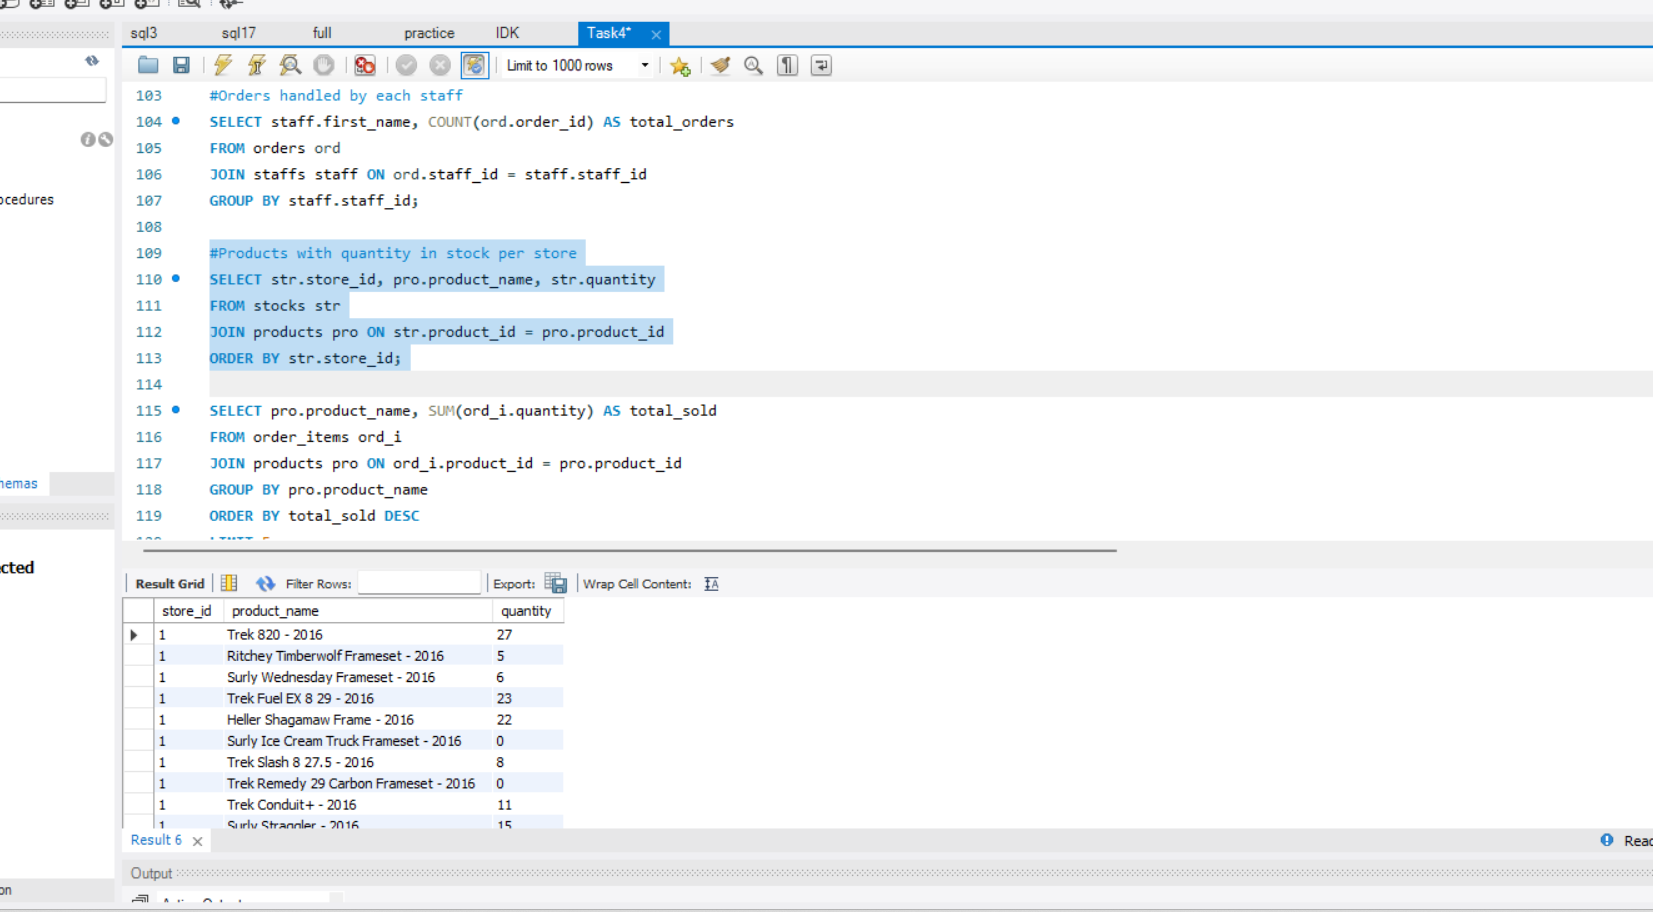 sql3 sql17 full practice IDK Task4* ×
Limit to 1000 rows
ocedures
103 #Orders handled by each staff
104 SELECT staff.first_name, COUNT(ord.order_id) AS total_orders
105 FROM orders ord
106 JOIN staffs staff ON ord.staff_id = staff.staff_id
107 GROUP BY staff.staff_id;
108
109 #Products with quantity in stock per store
110 SELECT str.store_id, pro.product_name, str.quantity
111 FROM stocks str
112 JOIN products pro ON str.product_id = pro.product_id
113 ORDER BY str.store_id;
114
115 SELECT pro.product_name, SUM(ord_i.quantity) AS total_sold
116 FROM order_items ord_i
117 JOIN products pro ON ord_i.product_id = pro.product_id
118 GROUP BY pro.product_name
119 ORDER BY total_sold DESC
hemas
cted
Result Grid Filter Rows: Export: Wrap Cell Content:
store_id product_name quantity
1 Trek 820 - 2016 27
1 Ritchey Timberwolf Frameset - 2016 5
1 Surly Wednesday Frameset - 2016 6
1 Trek Fuel EX 8 29 - 2016 23
1 Heller Shagamaw Frame - 2016 22
1 Surly Ice Cream Truck Frameset - 2016 0
1 Trek Slash 8 27.5 - 2016 8
1 Trek Remedy 29 Carbon Frameset - 2016 0
1 Trek Conduit+ - 2016 11
1 Surly Straggler - 2016 15
Result 6 ×
Read
Output
on